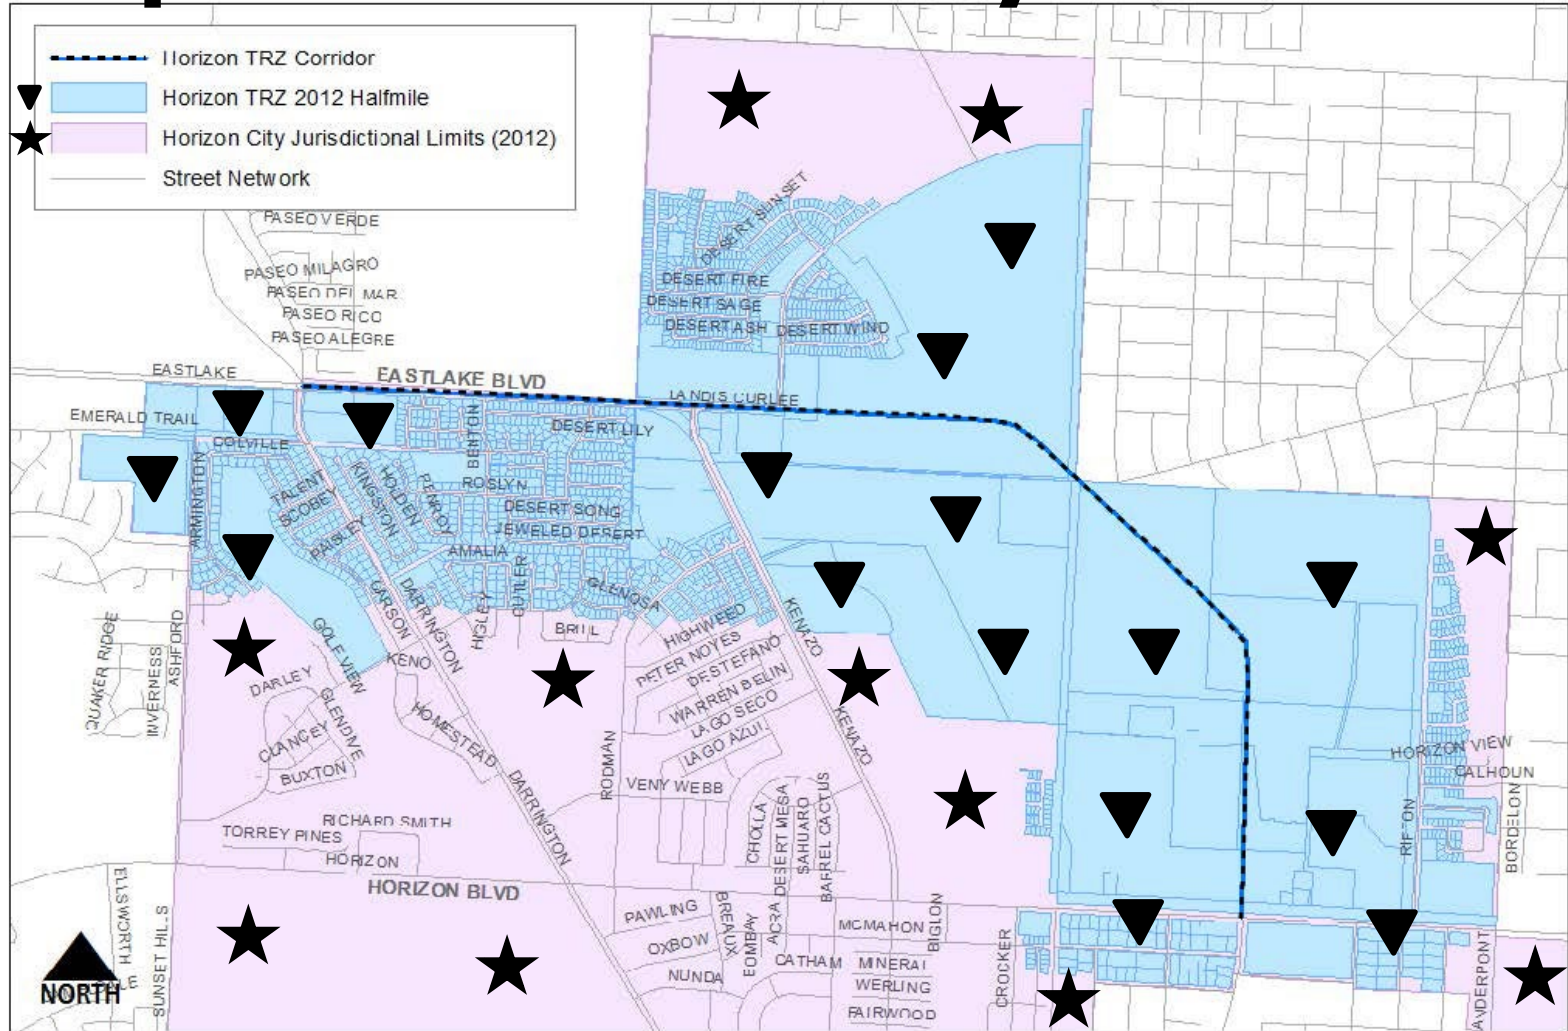 Horizon TRZ Corridor
Horizon TRZ 2012 Halfmile
Horizon City Jurisdictional Limits (2012)
Street Network
PASEO VERDE
PASEO MILAGRO
PASEO DEL MAR
PASEO RICO
PASEO ALEGRE
DESERT SUNSET
DESERT FIRE
DESERT SAGE
DESERT ASH
DESERT WIND
EASTLAKE
EASTLAKE BLVD
LANDIS CURLEE
EMERALD TRAIL
COLVILLE
BENTON
DESERT LILY
ARMINGTON
TALENT
SCOBEY
PAISLEY
KINGSTON
HOLDEN
PENROY
ROSLYN
DESERT SONG
JEWELED DESERT
AMALIA
GLENOSA
CARSON
DARRINGTON
HIGLEY
BRILL
HIGHWEED
PETER NOYES
DESTEFANO
WARREN BELIN
LAGO SECO
LAGO AZUL
KENAZO
KENAZO
QUAKER RIDGE
INVERNESS
ASHFORD
GOLF VIEW
KENO
DARLEY
GLENDIVE
CLANCEY
BUXTON
HOMESTEAD
DARRINGTON
RODMAN
VENY WEBB
CHOLLA
DESERT MESA
SAHUARO
BARREL CACTUS
HORIZON VIEW
CALHOUN
RIFTON
BORDELON
RICHARD SMITH
TORREY PINES
HORIZON
HORIZON BLVD
ELLSWORTH
SUNSET HILLS
PAWLING
OXBOW
NUNDA
BREAUX
BOMBAY
ACRA
CATHAM
MCMAHON
BIGLON
MINERAL
WERLING
FAIRWOOD
CROCKER
ANDERPONT
NORTH